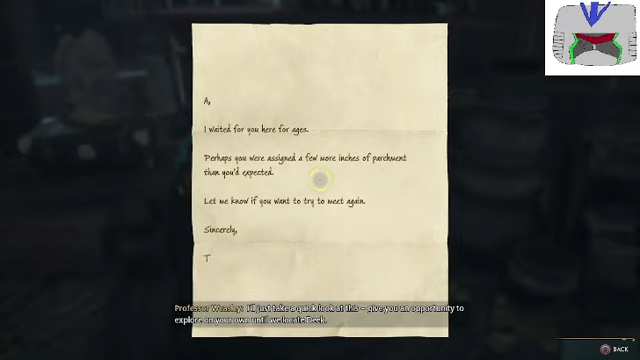 A,
I waited for you here for ages.
Perhaps you were assigned a few more inches of parchment
than you'd expected.
Let me know if you want to try to meet again.
Sincerely,
T
Professor Weasley: I'll just take a quick look at this – give you an opportunity to
explore on your own until we locate Deek.
BACK